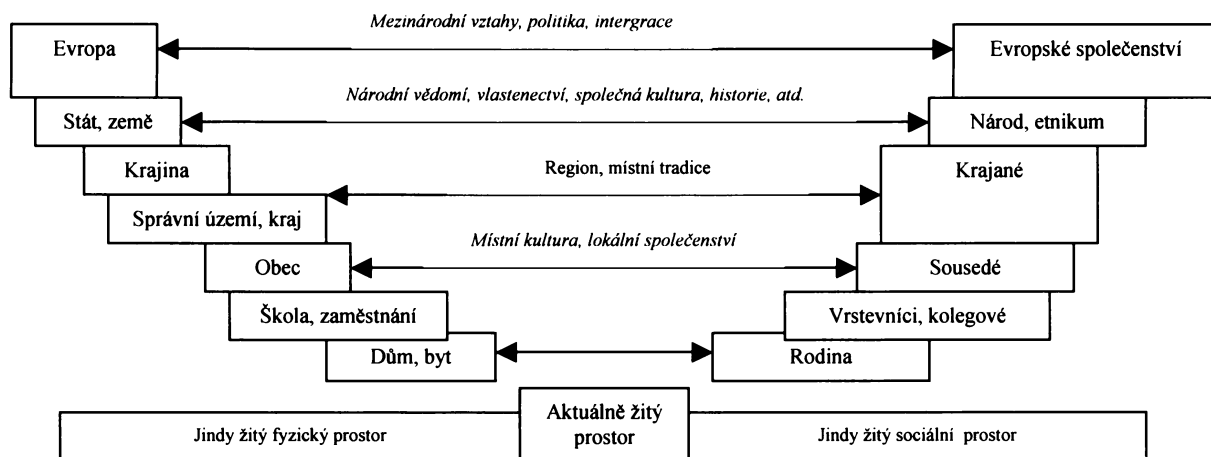 Mezinárodní vztahy, politika, intergrace
Evropa
Evropské společenství
Národní vědomí, vlastenectví, společná kultura, historie, atd.
Stát, země
Národ, etnikum
Krajina
Region, místní tradice
Krajané
Správní území, kraj
Místní kultura, lokální společenství
Obec
Sousedé
Škola, zaměstnání
Vrstevníci, kolegové
Dům, byt
Rodina
Aktuálně žitý
prostor
Jindy žitý fyzický prostor
Jindy žitý sociální prostor